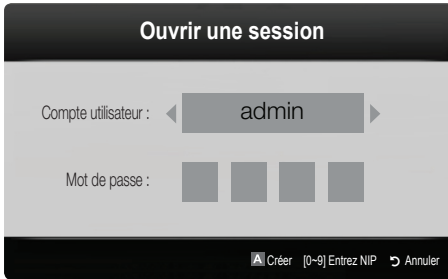 Ouvrir une session
Compte utilisateur : admin
Mot de passe :
A Créer [0~9] Entrez NIP Annuler